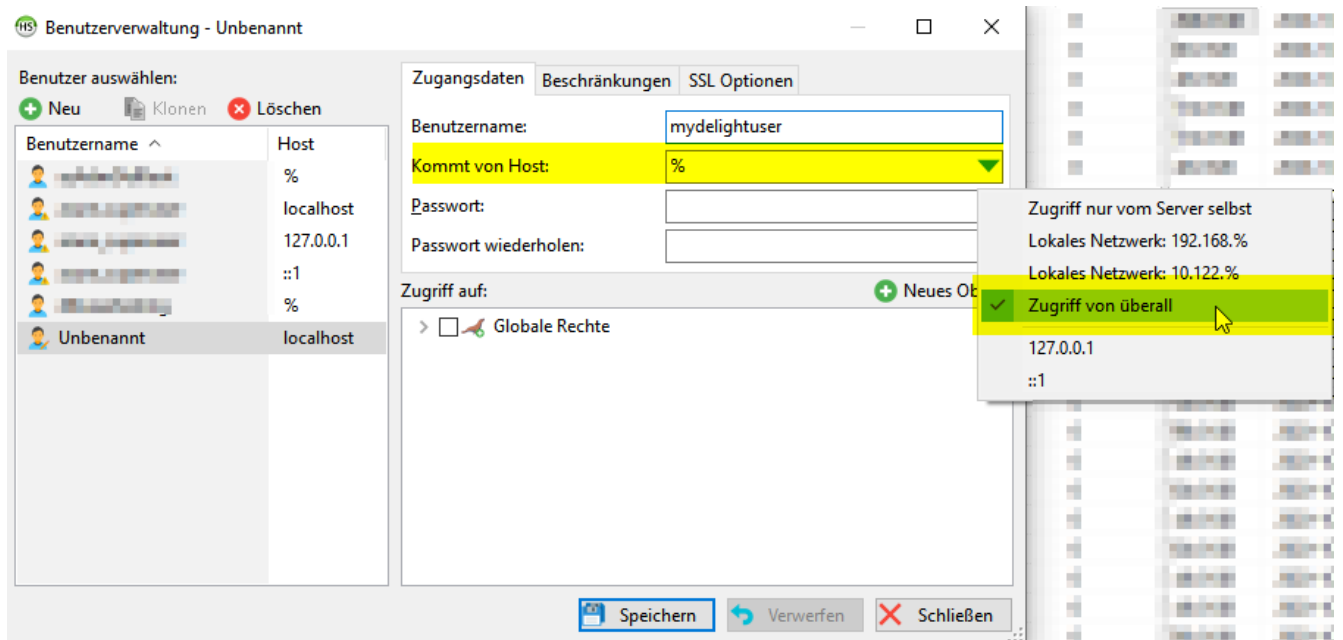 HS Benutzerverwaltung - Unbenannt
Benutzer auswählen:
Neu Klonen Löschen
Benutzername Host
%
localhost
127.0.0.1
::1
%
Unbenannt localhost
Zugangsdaten Beschränkungen SSL Optionen
Benutzername: mydelightuser
Kommt von Host: %
Passwort:
Passwort wiederholen:
Zugriff auf: Neues Ob
Globale Rechte
Zugriff nur vom Server selbst
Lokales Netzwerk: 192.168.%
Lokales Netzwerk: 10.122.%
Zugriff von überall
127.0.0.1
::1
Speichern Verwerfen Schließen